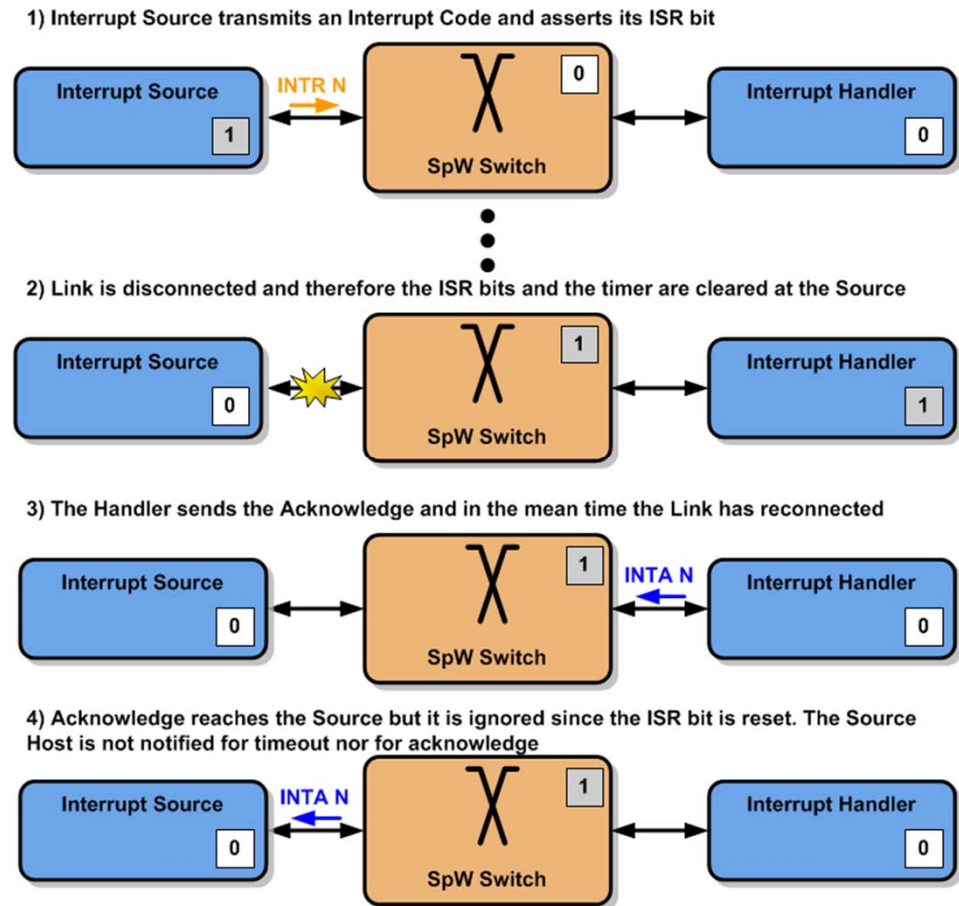 1) Interrupt Source transmits an Interrupt Code and asserts its ISR bit
Interrupt Source
1
INTR N
0
SpW Switch
Interrupt Handler
0
2) Link is disconnected and therefore the ISR bits and the timer are cleared at the Source
Interrupt Source
0
1
SpW Switch
Interrupt Handler
1
3) The Handler sends the Acknowledge and in the mean time the Link has reconnected
Interrupt Source
0
1
SpW Switch
INTA N
Interrupt Handler
0
4) Acknowledge reaches the Source but it is ignored since the ISR bit is reset. The Source
Host is not notified for timeout nor for acknowledge
Interrupt Source
0
INTA N
1
SpW Switch
Interrupt Handler
0